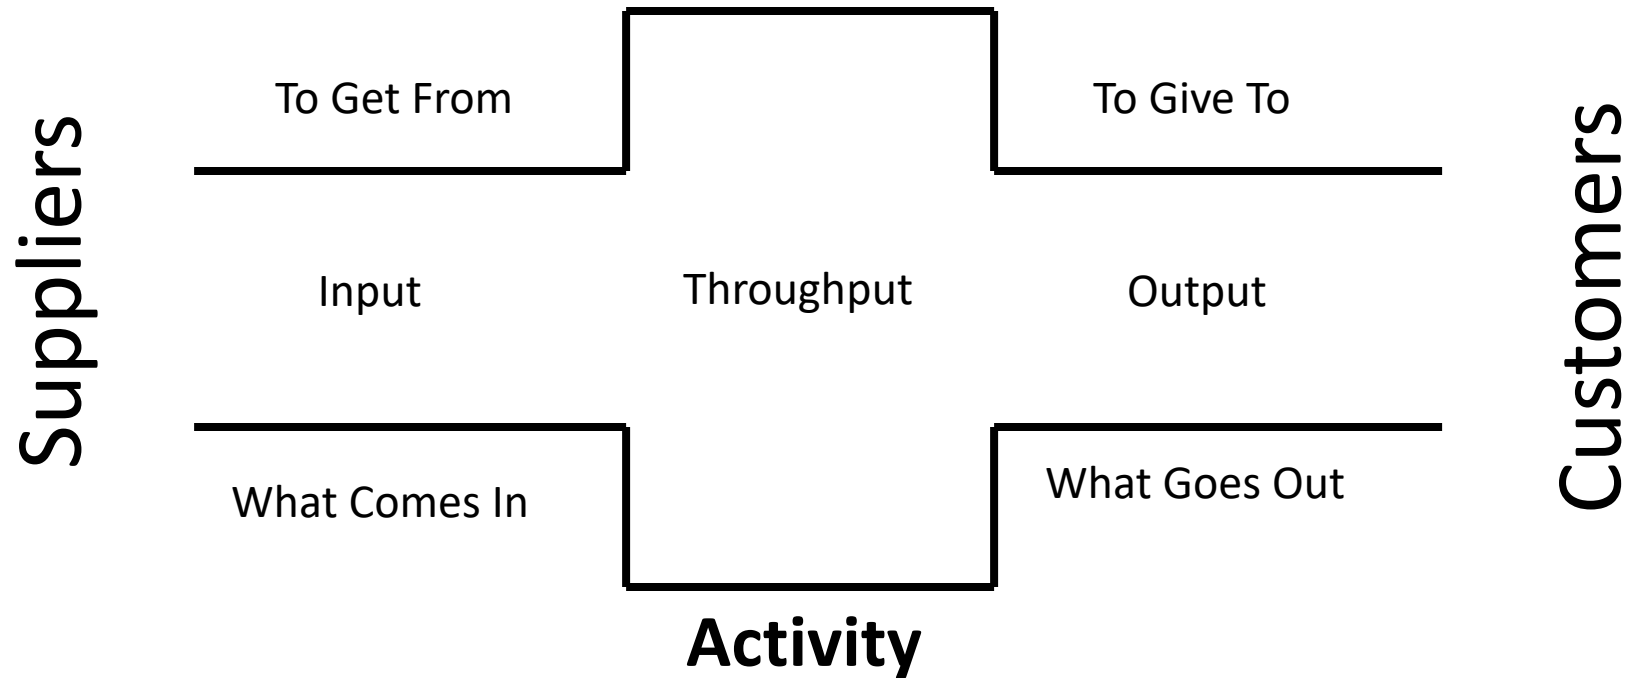 Suppliers
To Get From
To Give To
Customers
Input
Throughput
Output
What Comes In
What Goes Out
Activity